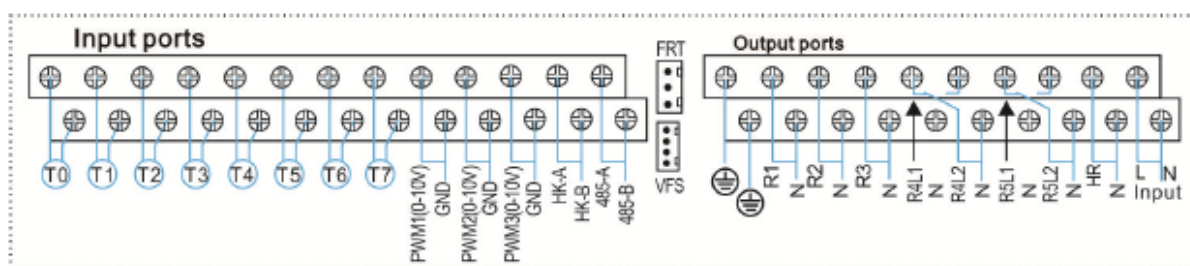 Input ports
FRT
Output ports
T0 T1 T2 T3 T4 T5 T6 T7
VFS
PWM1(0-10V)
GND
PWM2(0-10V)
GND
PWM3(0-10V)
GND
HK-A
HK-B
485-A
485-B
R1
N
R2
N
R3
N
R4L1
N
R4L2
N
R5L1
N
R5L2
N
HR
N
L N
Input